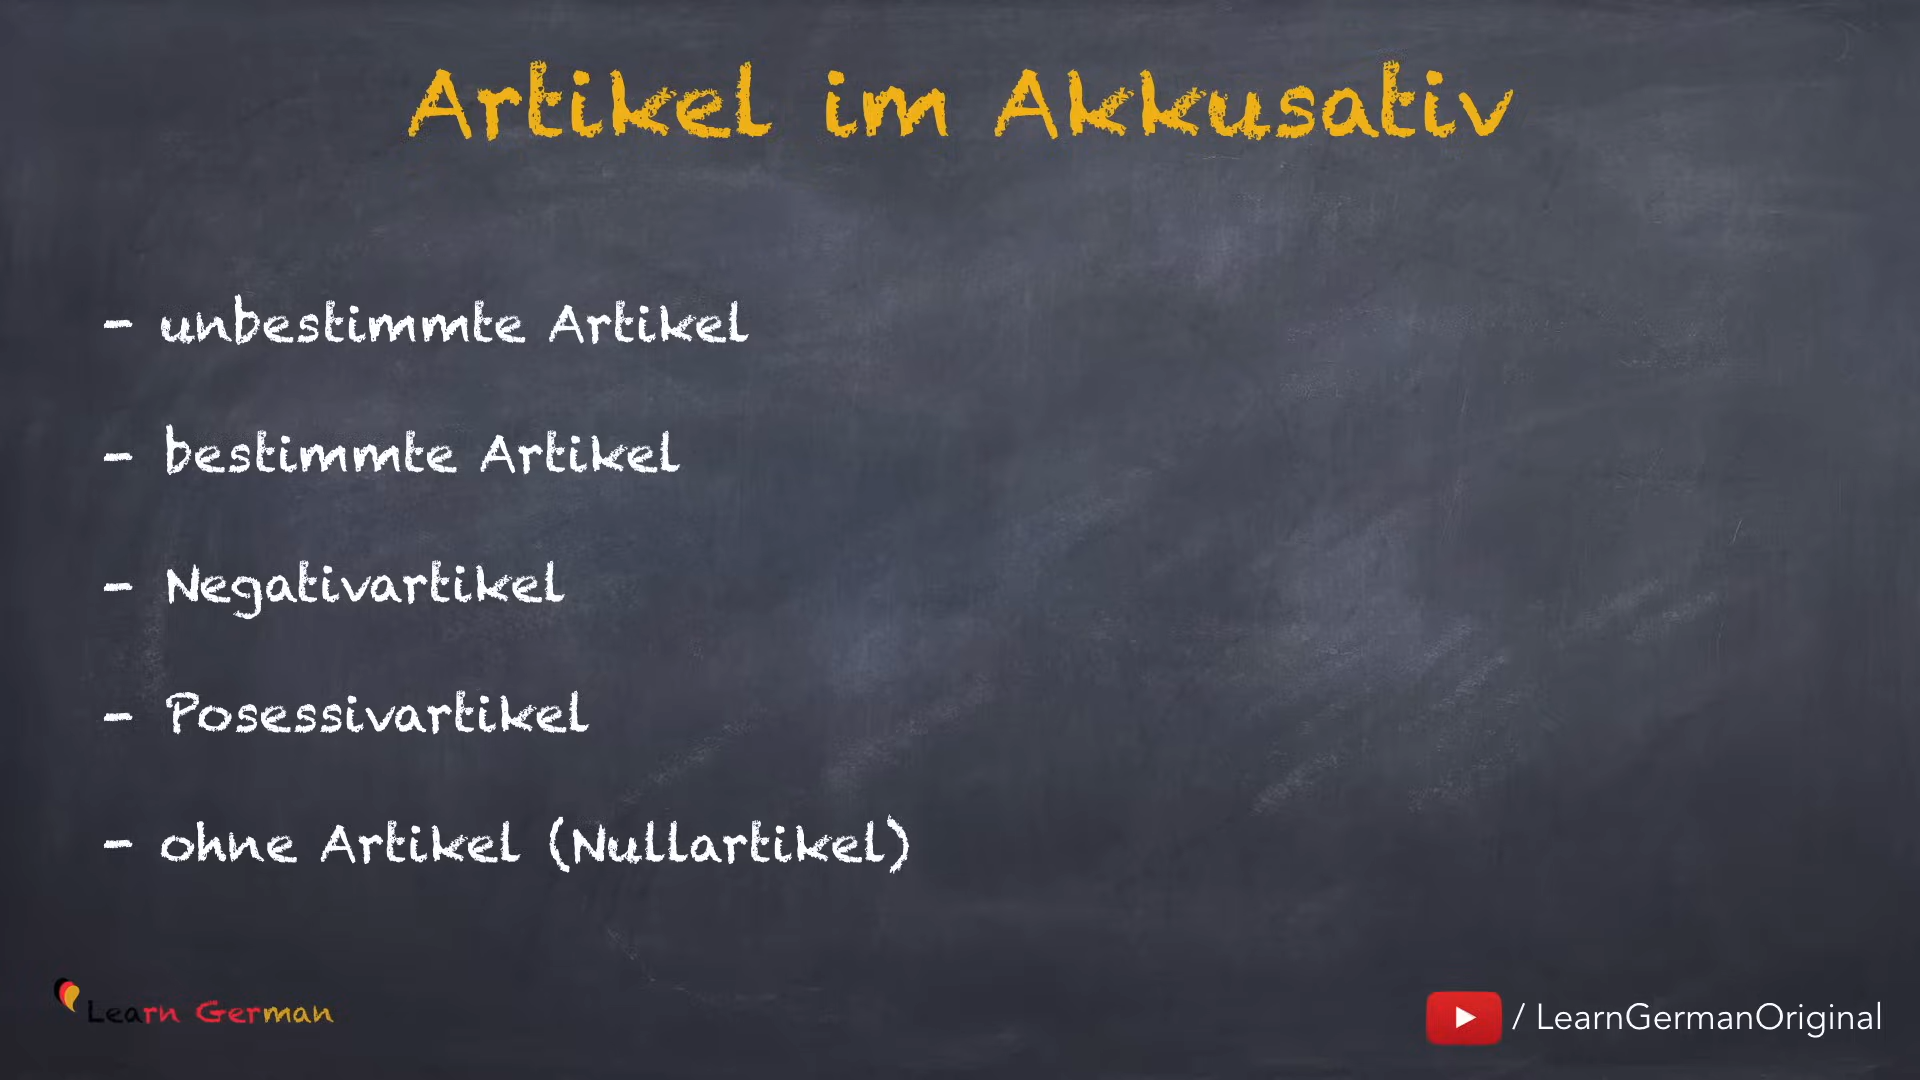 Artikel im Akkusativ
- unbestimmte Artikel
- bestimmte Artikel
- Negativartikel
- Posessivartikel
- ohne Artikel (Nullartikel)
Learn German
/ LearnGermanOriginal